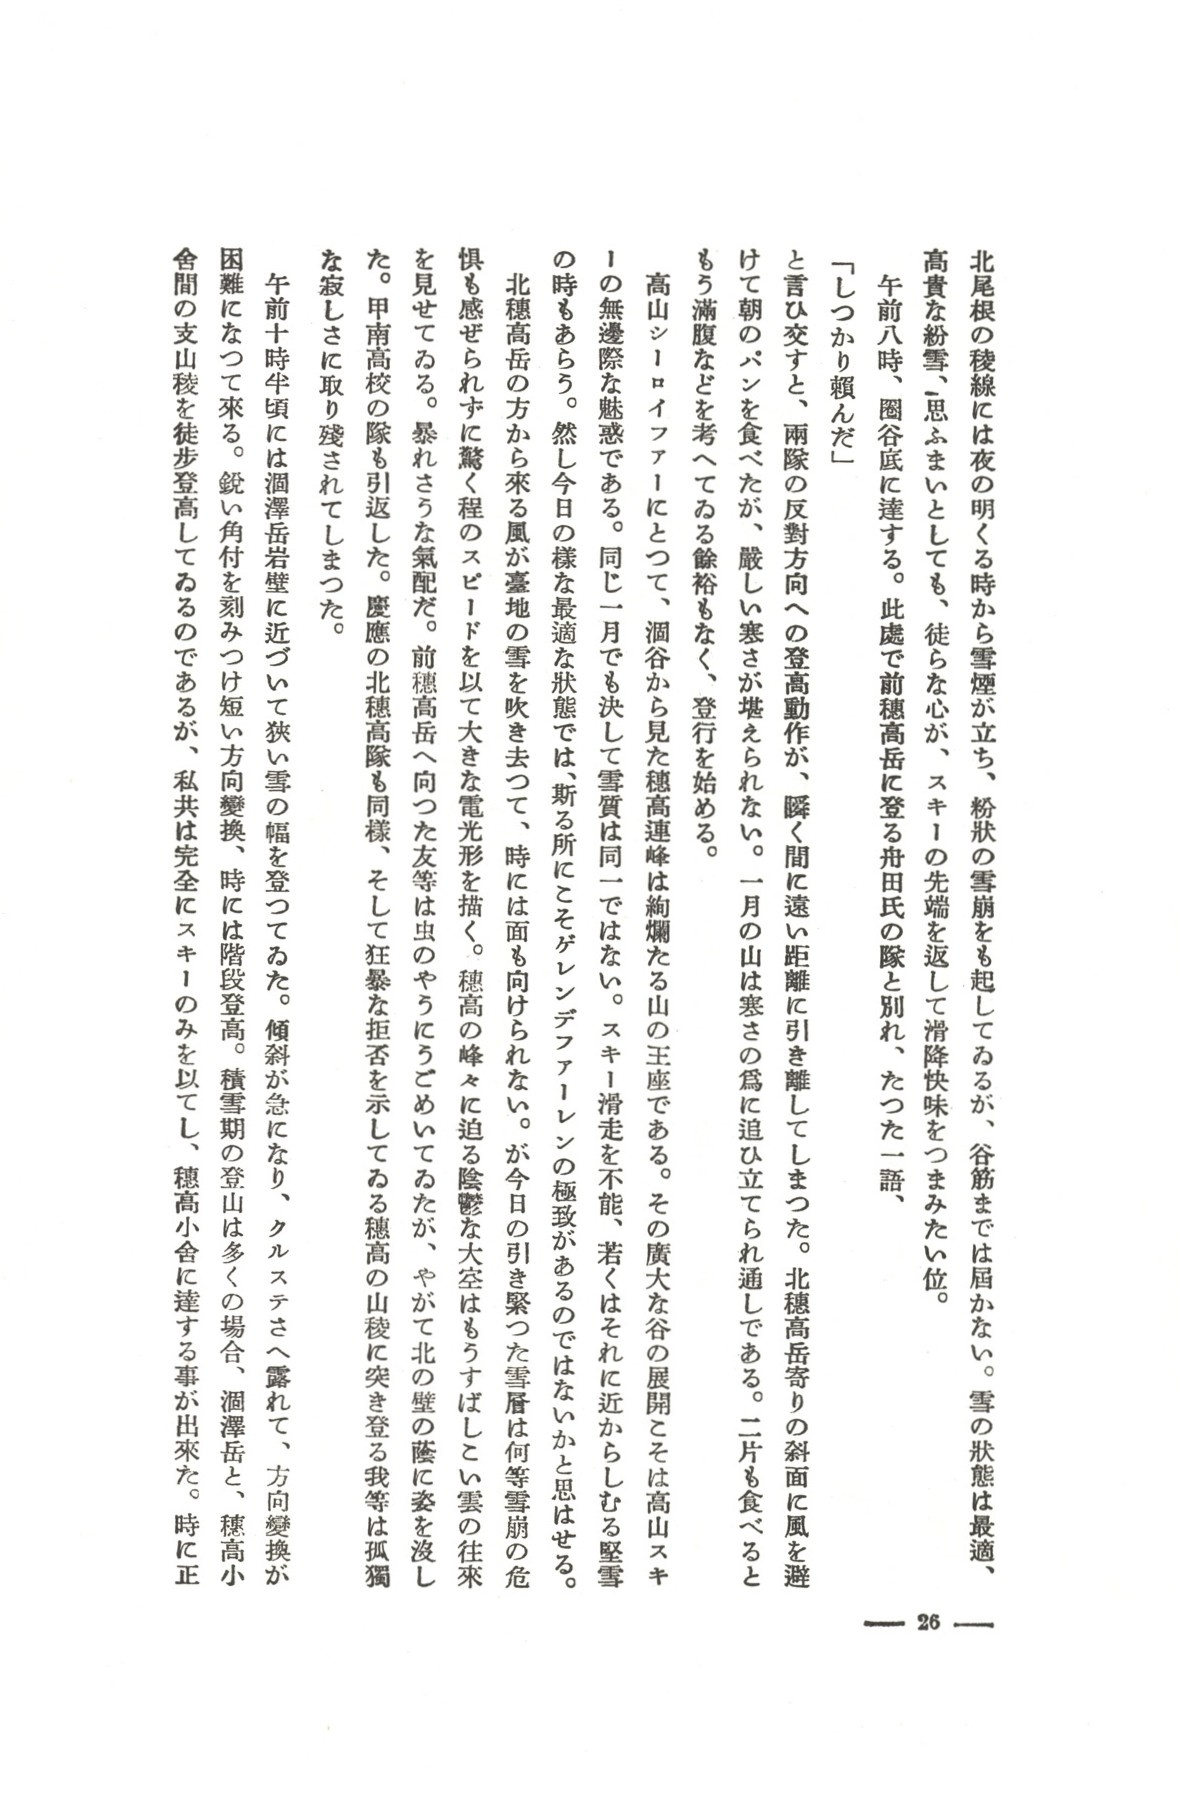 北尾根の稜線には夜の明くる時から雪煙が立ち、粉狀の雪崩をも起してゐるが、谷筋までは屆かない。雪の狀態は最適、
高貴な紛雪、思ふまいとしても、徒らな心が、スキーの先端を返して滑降快味をつまみたい位。
午前八時、圏谷底に達する。此處で前穗高岳に登る舟田氏の隊と別れ、たつた一語、
「しつかり賴んだ」
と言ひ交すと、兩隊の反對方向への登高動作が、瞬く間に遠い距離に引き離してしまつた。北穗高岳寄りの斜面に風を避
けて朝のパンを食べたが、嚴しい寒さが堪えられない。一月の山は寒さの爲に追ひ立てられ通しである。二片も食べると
もう滿腹などを考へてゐる餘裕もなく、登行を始める。
高山シーロイファーにとつて、涸谷から見た穗高連峰は絢爛たる山の王座である。その廣大な谷の展開こそは高山スキ
ーの無邊際な魅惑である。同じ一月でも決して雪質は同一ではない。スキー滑走を不能、若くはそれに近からしむる堅雪
の時もあらう。然し今日の樣な最適な狀態では、斯る所にこそゲレンデファーレンの極致があるのではないかと思はせる。
北穗高岳の方から來る風が臺地の雪を吹き去つて、時には面も向けられない。が今日の引き緊つた雪層は何等雪崩の危
惧も感ぜられずに驚く程のスピードを以て大きな電光形を描く。穗高の峰々に迫る陰鬱な大空はもうすばしこい雲の往來
を見せてゐる。暴れさうな氣配だ。前穗高岳へ向つた友等は虫のやうにうごめいてゐたが、やがて北の壁の蔭に姿を沒し
た。甲南高校の隊も引返した。慶應の北穗高隊も同樣、そして狂暴な拒否を示してゐる穗高の山稜に突き登る我等は孤獨
な寂しさに取り殘されてしまつた。
午前十時半頃には涸澤岳岩壁に近づいて狹い雪の幅を登つてゐた。傾斜が急になり、クルステさへ露れて、方向變換が
困難になつて來る。銳い角付を刻みつけ短い方向變換、時には階段登高。積雪期の登山は多くの場合、涸澤岳と、穗高小
舍間の支山稜を徒步登高してゐるのであるが、私共は完全にスキーのみを以てし、穗高小舍に達する事が出來た。時に正
26